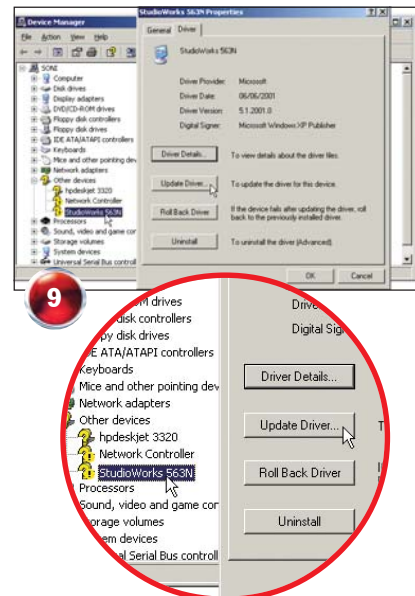 Device Manager
File Action View Help
SONI
Computer
Disk drives
Display adapters
DVD/CD-ROM drives
Floppy disk controllers
Floppy disk drives
IDE ATA/ATAPI controllers
Keyboards
Mice and other pointing dev
Network adapters
Other devices
hpdeskjet 3320
Network Controller
StudioWorks 563N
Processors
Sound, video and game cor
Storage volumes
System devices
Universal Serial Bus control
StudioWorks 563N Properties
General Driver
StudioWorks 563N
Driver Provider: Microsoft
Driver Date: 06/06/2001
Driver Version: 5.1.2001.0
Digital Signer: Microsoft Windows XP Publisher
Driver Details... To view details about the driver files.
Update Driver... To update the driver for this device.
Roll Back Driver If the device fails after updating the driver, roll
back to the previously installed driver.
Uninstall To uninstall the driver (Advanced).
OK Cancel
9
M drives
disk controllers
py disk drives
E ATA/ATAPI controllers
Keyboards
Mice and other pointing dev
Network adapters
Other devices
hpdeskjet 3320
Network Controller
StudioWorks 563N
Processors
Sound, video and game cor
orage volumes
em devices
al Serial Bus controll
Drive
Digital Sig
Driver Details...
Update Driver... T
Roll Back Driver
Uninstall